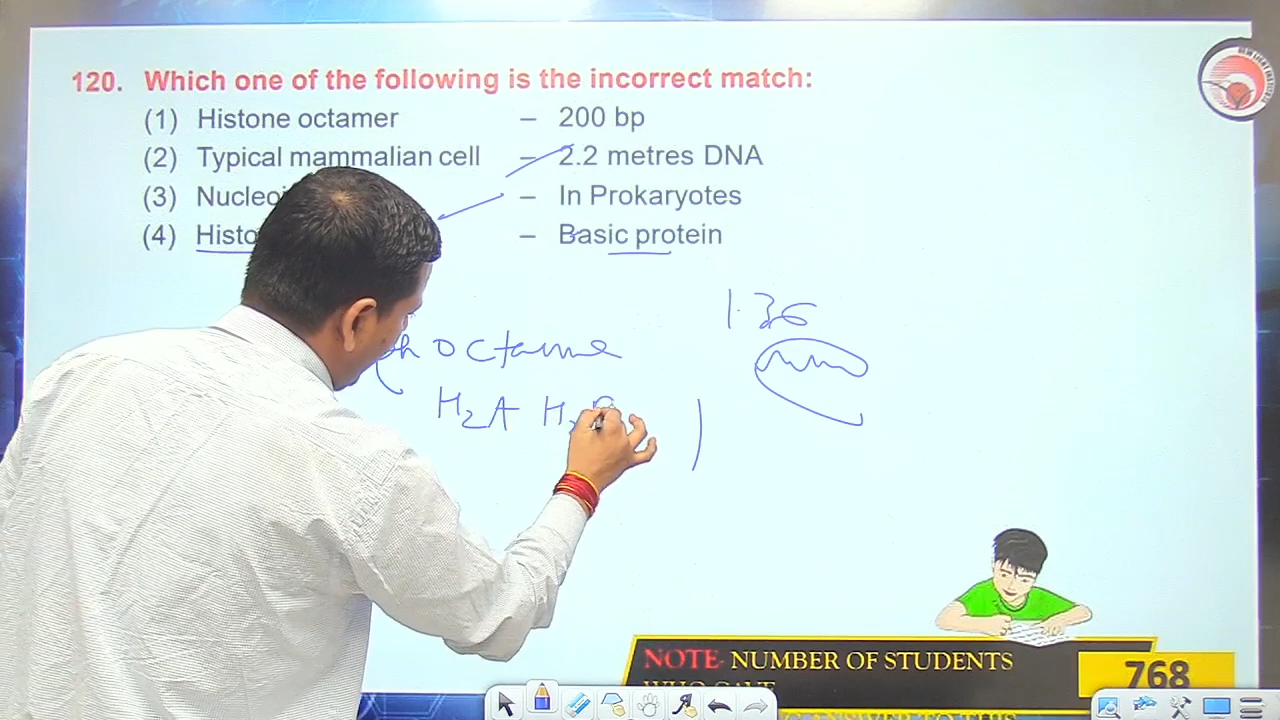 120. Which one of the following is the incorrect match:
(1) Histone octamer – 200 bp
(2) Typical mammalian cell – 2.2 metres DNA
(3) – In Prokaryotes
(4) – Basic protein
1.36
octame
H2A
NOTE- NUMBER OF STUDENTS
768